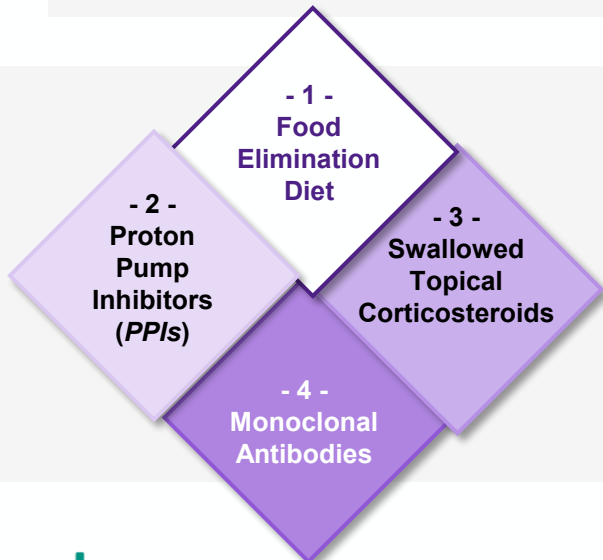 - 1 -
Food
Elimination
Diet
- 2 -
Proton
Pump
Inhibitors
(PPIs)
- 3 -
Swallowed
Topical
Corticosteroids
- 4 -
Monoclonal
Antibodies